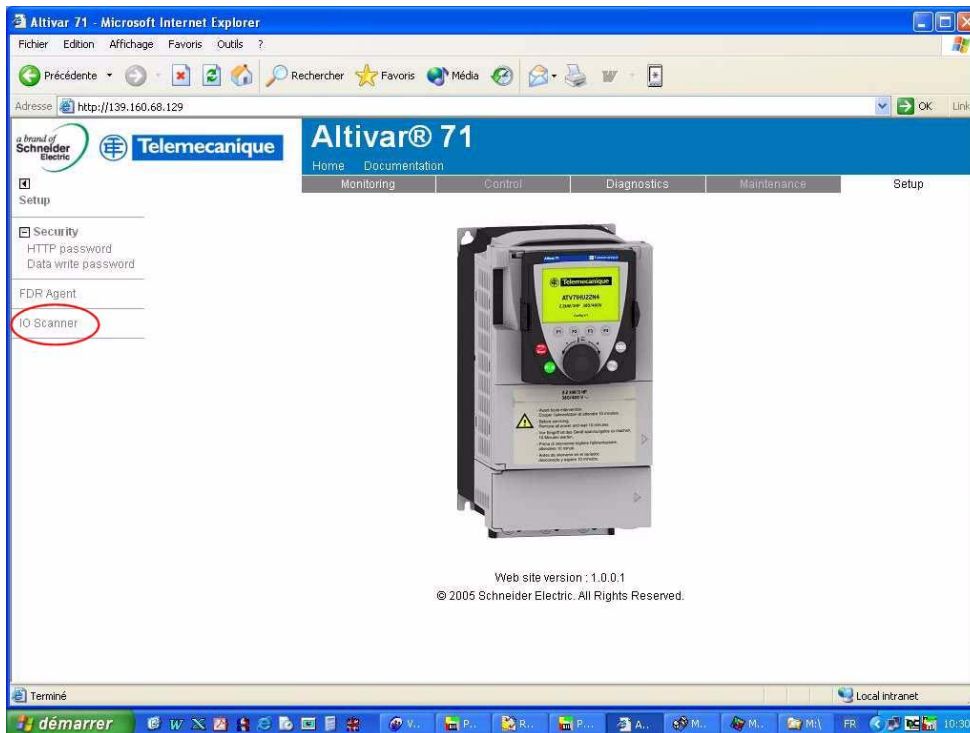 Altivar 71 - Microsoft Internet Explorer
Fichier Edition Affichage Favoris Outils ?
Précédente Rechercher Favoris Média
Adresse http://139.160.68.129 OK Link
a brand of
Schneider
Electric
Telemecanique
Altivar® 71
Home Documentation
Monitoring Control Diagnostics Maintenance Setup
Setup
Security
HTTP password
Data write password
FDR Agent
IO Scanner
Telemecanique
ATV71HU22N4
Web site version : 1.0.0.1
© 2005 Schneider Electric. All Rights Reserved.
Terminé Local intranet
démarrer V.. P.. R.. P... A.. M.. M.. M:\ FR 10:30